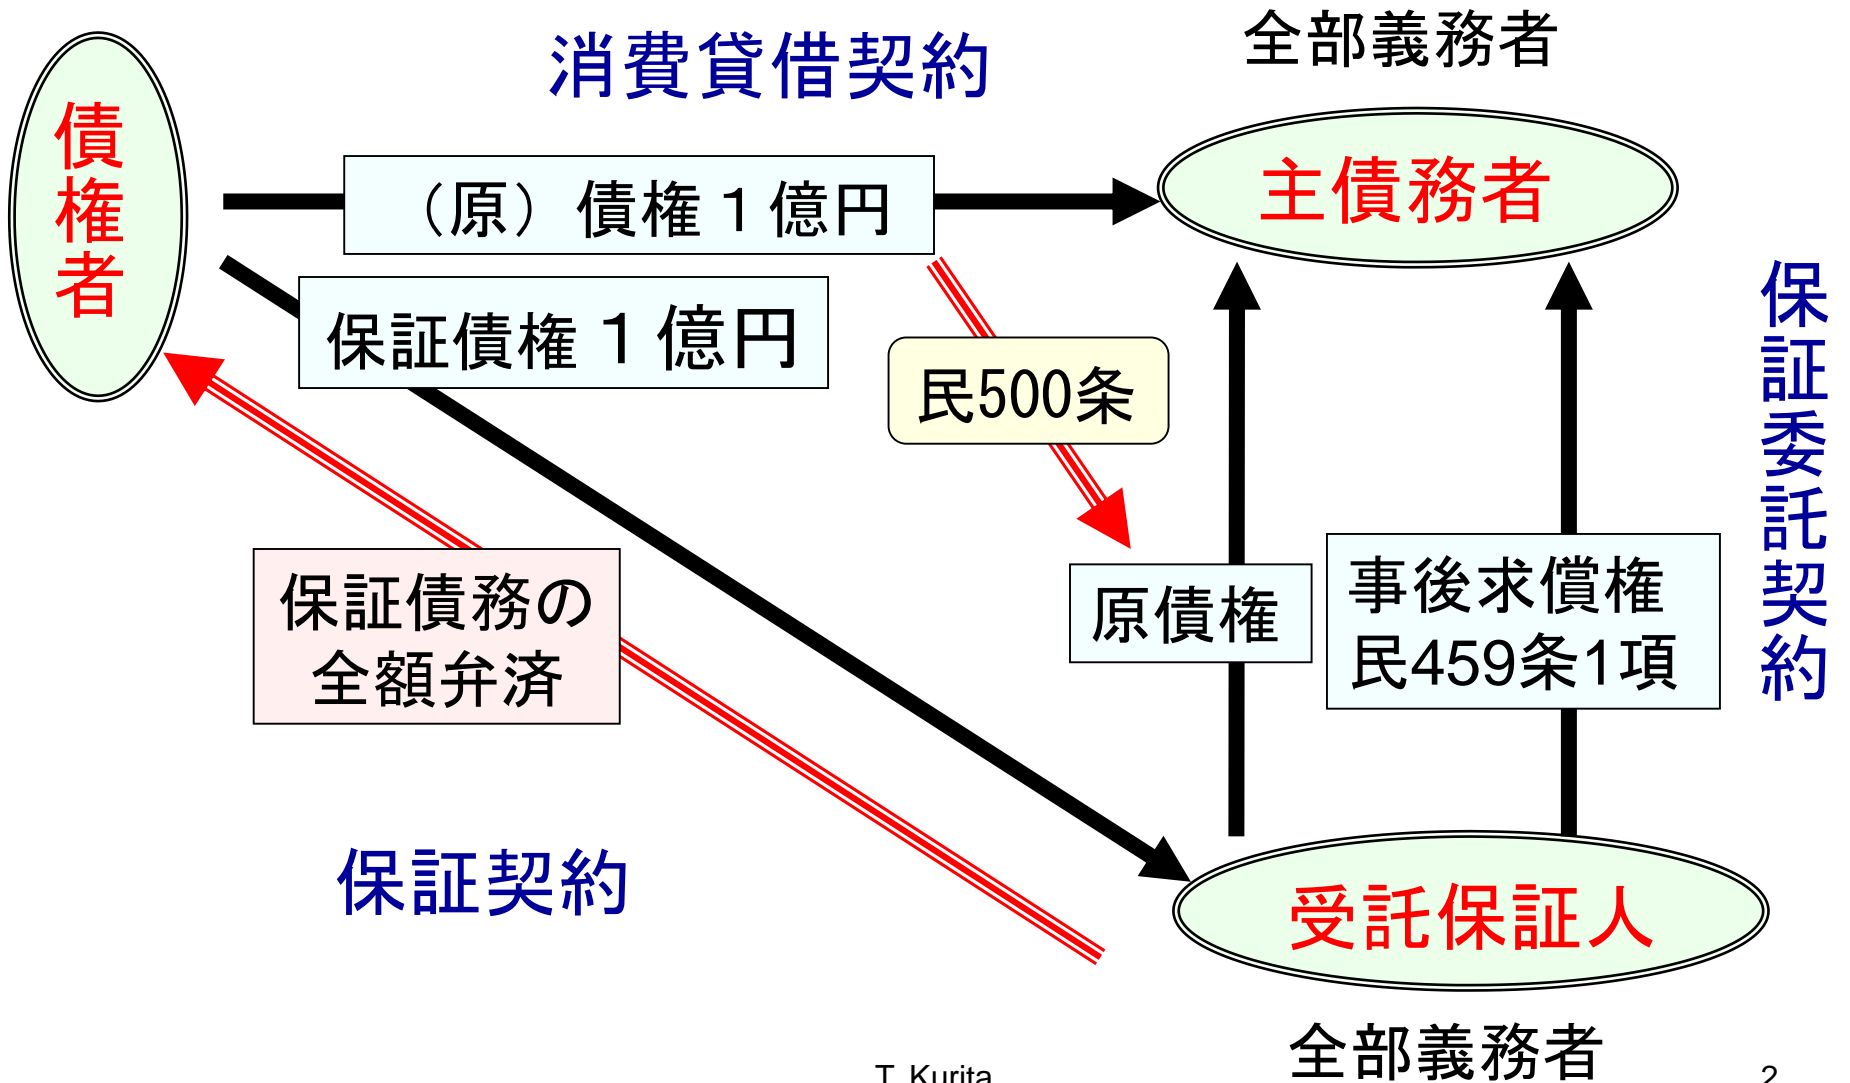 全部義務者
消費貸借契約
債権者
主債務者
（原）債権１億円
保証債権１億円
民500条
保証委託契約
保証債務の
全額弁済
原債権
事後求償権
民459条1項
保証契約
受託保証人
全部義務者
T. Kurita
2